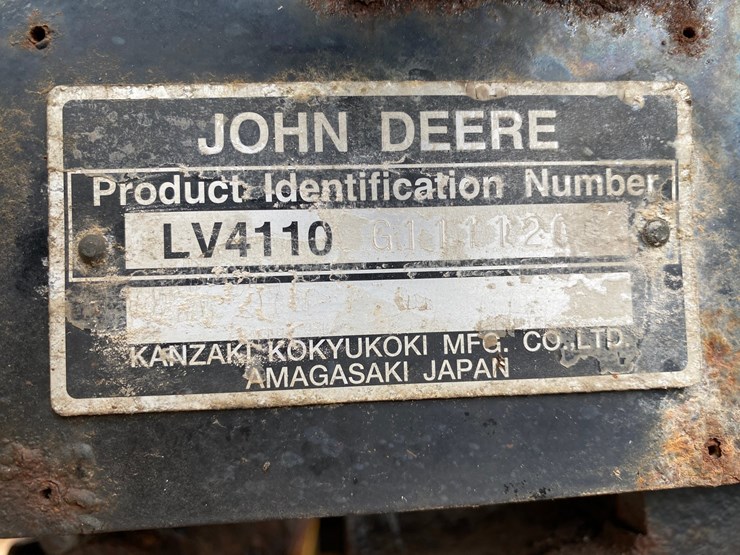 JOHN DEERE
Product Identification Number
LV4110
KANZAKI KOKYUKOKI MFG. CO.,LTD.
AMAGASAKI JAPAN